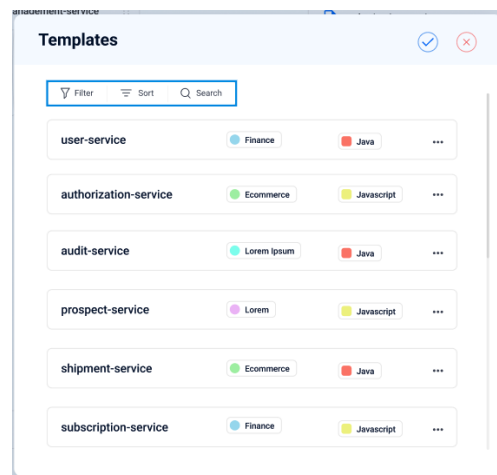 anagement-service
Templates
Filter Sort Search
user-service Finance Java ...
authorization-service Ecommerce Javascript ...
audit-service Lorem Ipsum Java ...
prospect-service Lorem Javascript ...
shipment-service Ecommerce Java ...
subscription-service Finance Javascript ...